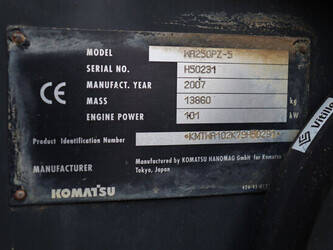 MODEL WA250PZ-5
SERIAL NO. H50231
MANUFACT. YEAR 2007
MASS 13860 kg
ENGINE POWER 101 kW
Product Identification Number
MANUFACTURER Manufactured by KOMATSU HANOMAG GmbH for Komatsu
Tokyo, Japan
CE
KOMATSU